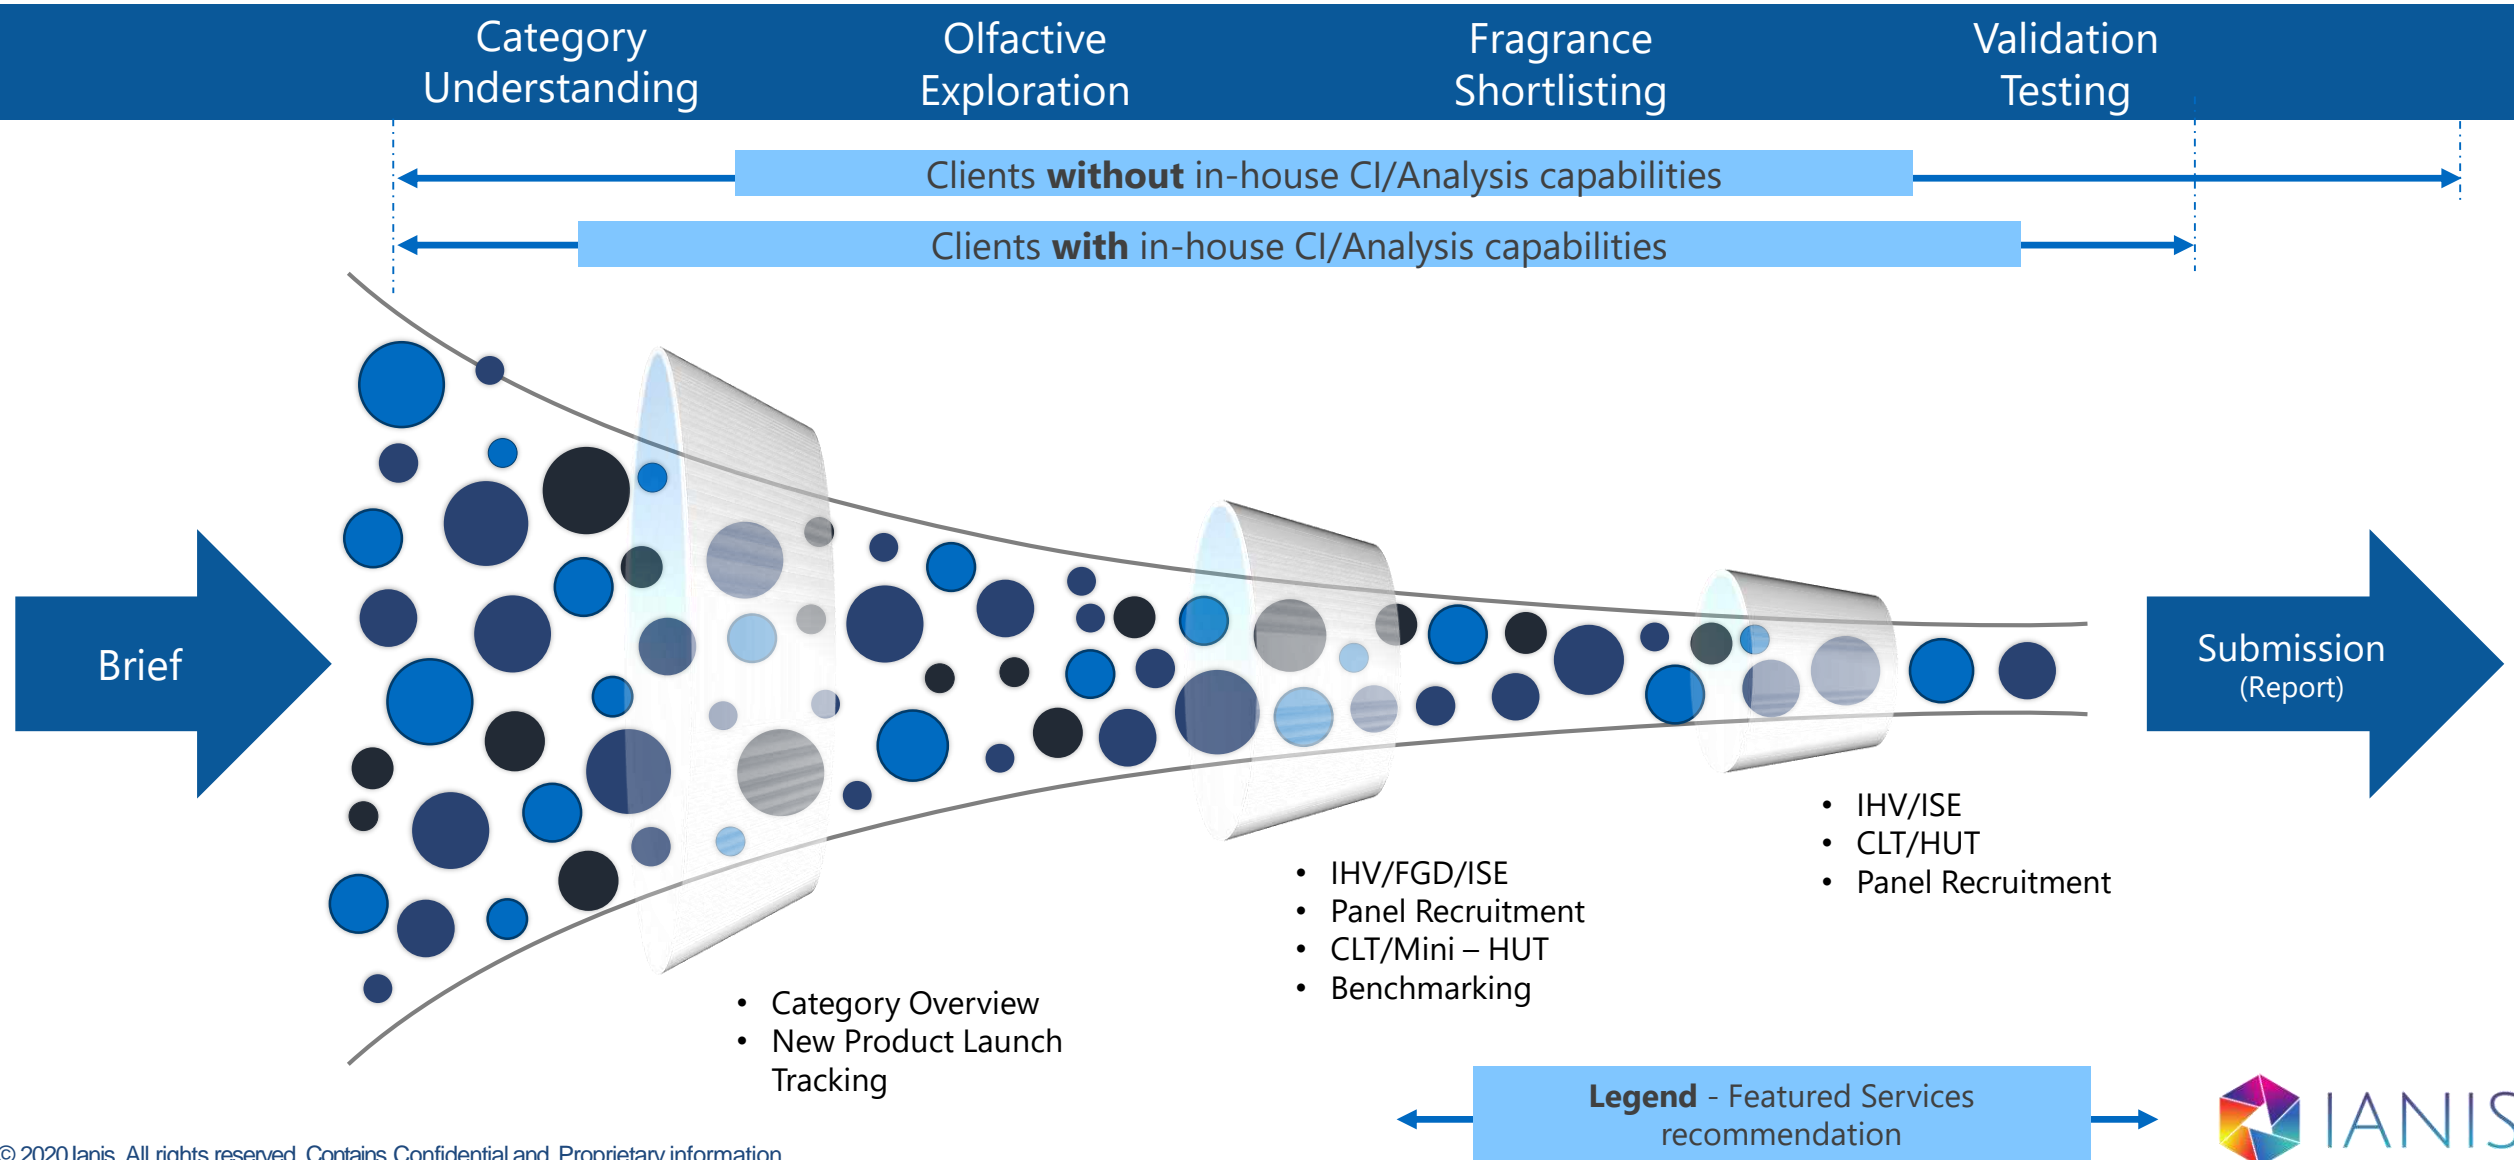 Category
Understanding
Olfactive
Exploration
Fragrance
Shortlisting
Validation
Testing
Clients without in-house CI/Analysis capabilities
Clients with in-house CI/Analysis capabilities
Brief
Submission
(Report)
• IHV/ISE
• CLT/HUT
• Panel Recruitment
• IHV/FGD/ISE
• Panel Recruitment
• CLT/Mini – HUT
• Benchmarking
• Category Overview
• New Product Launch
Tracking
Legend - Featured Services
recommendation
IANIS
© 2020 Ianis. All rights reserved. Contains Confidential and Proprietary information